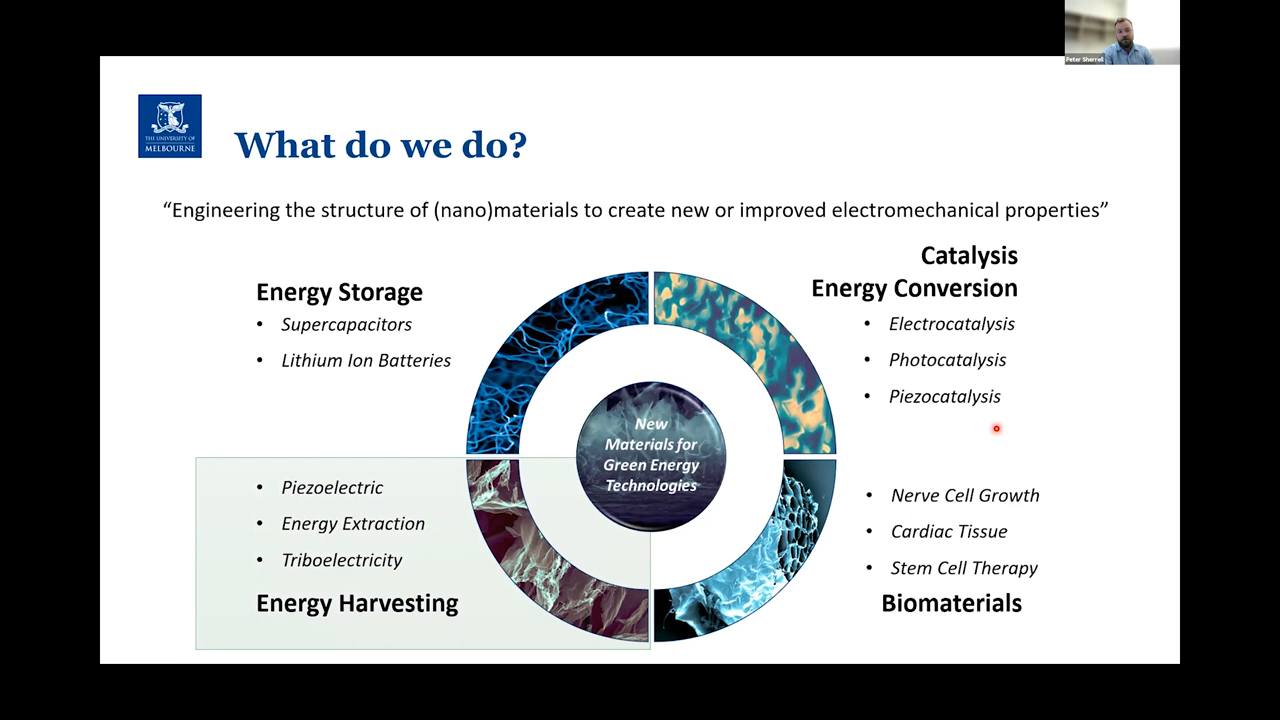 Peter Sherrell
THE UNIVERSITY OF
MELBOURNE
What do we do?
“Engineering the structure of (nano)materials to create new or improved electromechanical properties”
Energy Storage
• Supercapacitors
• Lithium Ion Batteries
Catalysis
Energy Conversion
• Electrocatalysis
• Photocatalysis
• Piezocatalysis
New
Materials for
Green Energy
Technologies
• Piezoelectric
• Energy Extraction
• Triboelectricity
Energy Harvesting
• Nerve Cell Growth
• Cardiac Tissue
• Stem Cell Therapy
Biomaterials